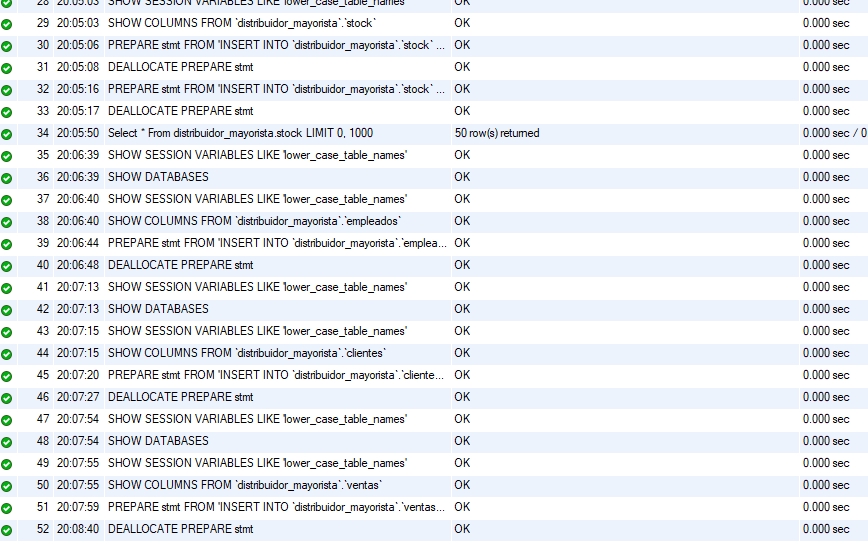 28 20:05:03 SHOW SESSION VARIABLES LIKE 'lower_case_table_names' OK 0.000 sec
29 20:05:03 SHOW COLUMNS FROM `distribuidor_mayorista`.`stock` OK 0.000 sec
30 20:05:06 PREPARE stmt FROM 'INSERT INTO `distribuidor_mayorista`.`stock` ... OK 0.000 sec
31 20:05:08 DEALLOCATE PREPARE stmt OK 0.000 sec
32 20:05:16 PREPARE stmt FROM 'INSERT INTO `distribuidor_mayorista`.`stock` ... OK 0.000 sec
33 20:05:17 DEALLOCATE PREPARE stmt OK 0.000 sec
34 20:05:50 Select * From distribuidor_mayorista.stock LIMIT 0, 1000 50 row(s) returned 0.000 sec / 0
35 20:06:39 SHOW SESSION VARIABLES LIKE 'lower_case_table_names' OK 0.000 sec
36 20:06:39 SHOW DATABASES OK 0.000 sec
37 20:06:40 SHOW SESSION VARIABLES LIKE 'lower_case_table_names' OK 0.000 sec
38 20:06:40 SHOW COLUMNS FROM `distribuidor_mayorista`.`empleados` OK 0.000 sec
39 20:06:44 PREPARE stmt FROM 'INSERT INTO `distribuidor_mayorista`.`emplea... OK 0.000 sec
40 20:06:48 DEALLOCATE PREPARE stmt OK 0.000 sec
41 20:07:13 SHOW SESSION VARIABLES LIKE 'lower_case_table_names' OK 0.000 sec
42 20:07:13 SHOW DATABASES OK 0.000 sec
43 20:07:15 SHOW SESSION VARIABLES LIKE 'lower_case_table_names' OK 0.000 sec
44 20:07:15 SHOW COLUMNS FROM `distribuidor_mayorista`.`clientes` OK 0.000 sec
45 20:07:20 PREPARE stmt FROM 'INSERT INTO `distribuidor_mayorista`.`cliente... OK 0.000 sec
46 20:07:27 DEALLOCATE PREPARE stmt OK 0.000 sec
47 20:07:54 SHOW SESSION VARIABLES LIKE 'lower_case_table_names' OK 0.000 sec
48 20:07:54 SHOW DATABASES OK 0.000 sec
49 20:07:55 SHOW SESSION VARIABLES LIKE 'lower_case_table_names' OK 0.000 sec
50 20:07:55 SHOW COLUMNS FROM `distribuidor_mayorista`.`ventas` OK 0.000 sec
51 20:07:59 PREPARE stmt FROM 'INSERT INTO `distribuidor_mayorista`.`ventas... OK 0.000 sec
52 20:08:40 DEALLOCATE PREPARE stmt OK 0.000 sec